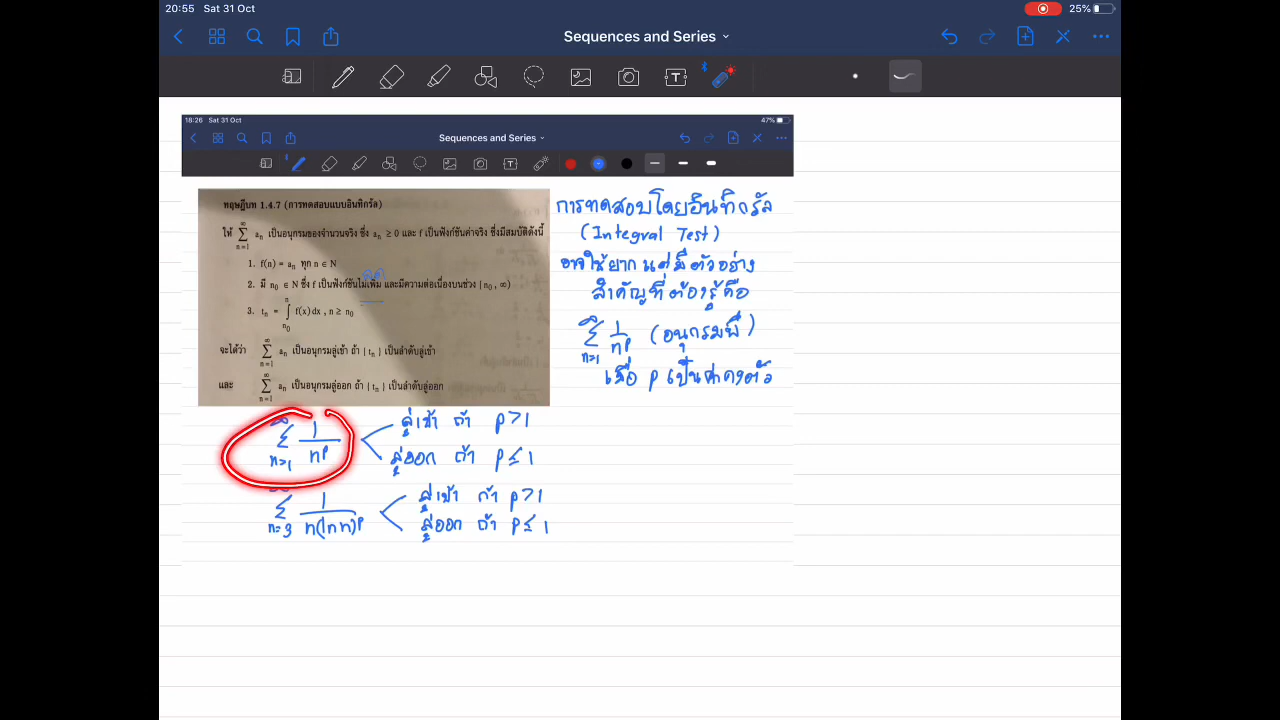 20:55 Sat 31 Oct
25%
Sequences and Series
T
18:26 Sat 31 Oct
47%
Sequences and Series
T
ทฤษฎีบท 1.4.7 (การทดสอบแบบอินทิกรัล)
ให้ ∞ ∑ n=1 aₙ เป็นอนุกรมของจำนวนจริง ซึ่ง aₙ ≥ 0 และ f เป็นฟังก์ชันค่าจริง ซึ่งมีสมบัติดังนี้
1. f(n) = aₙ ทุก n ∈ N
2. มี n₀ ∈ N ซึ่ง f เป็นฟังก์ชันไม่เพิ่ม และมีความต่อเนื่องบนช่วง [n₀, ∞)
3. tₙ = n ∫ n₀ f(x) dx , n ≥ n₀
จะได้ว่า ∞ ∑ n=1 aₙ เป็นอนุกรมลู่เข้า ถ้า { tₙ } เป็นลำดับลู่เข้า
และ ∞ ∑ n=1 aₙ เป็นอนุกรมลู่ออก ถ้า { tₙ } เป็นลำดับลู่ออก
การทดสอบโดยอินทิกรัล
(Integral Test)
อาจใช้ยาก แต่มีตัวอย่าง
สำคัญที่ต้องรู้คือ
∞ ∑ n=1 1/nᵖ (อนุกรมพี)
เมื่อ p เป็นค่าคงตัว
∞ ∑ n=1 1/nᵖ < ลู่เข้า ถ้า p > 1
ลู่ออก ถ้า p ≤ 1
∞ ∑ n=3 1/n(ln n)ᵖ < ลู่เข้า ถ้า p > 1
ลู่ออก ถ้า p ≤ 1